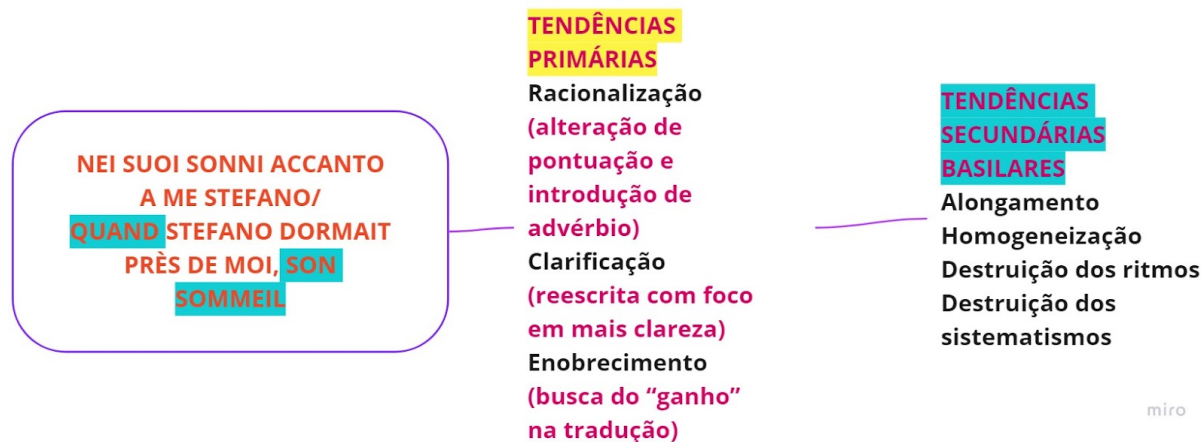 NEI SUOI SONNI ACCANTO
A ME STEFANO/
QUAND STEFANO DORMAIT
PRÈS DE MOI, SON
SOMMEIL
TENDÊNCIAS
PRIMÁRIAS
Racionalização
(alteração de
pontuação e
introdução de
advérbio)
Clarificação
(reescrita com foco
em mais clareza)
Enobrecimento
(busca do “ganho”
na tradução)
TENDÊNCIAS
SECUNDÁRIAS
BASILARES
Alongamento
Homogeneização
Destruição dos ritmos
Destruição dos
sistematismos
miro